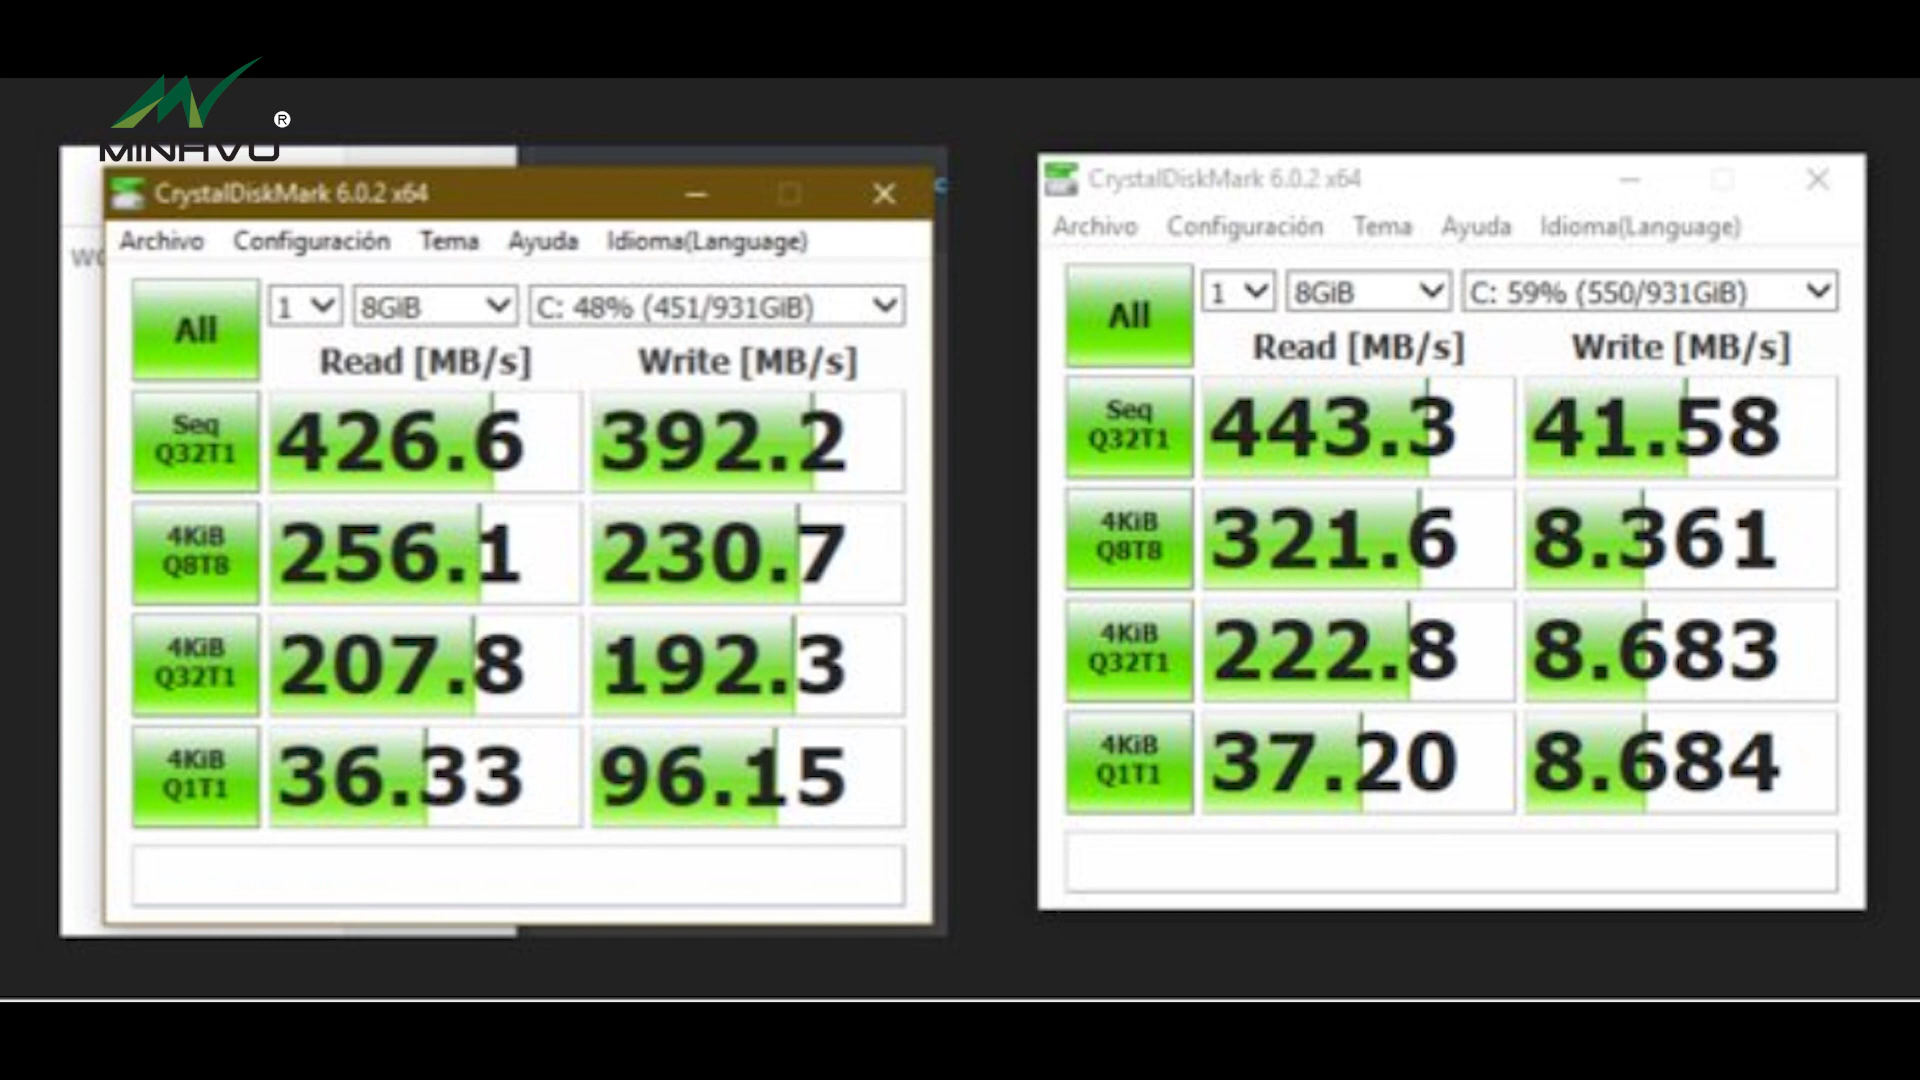 MINHVU®
CrystalDiskMark 6.0.2 x64
Archivo Configuración Tema Ayuda Idioma(Language)
All 1 8GiB C: 48% (451/931GiB)
Read [MB/s] Write [MB/s]
Seq Q32T1 426.6 392.2
4KiB Q8T8 256.1 230.7
4KiB Q32T1 207.8 192.3
4KiB Q1T1 36.33 96.15
CrystalDiskMark 6.0.2 x64
Archivo Configuración Tema Ayuda Idioma(Language)
All 1 8GiB C: 59% (550/931GiB)
Read [MB/s] Write [MB/s]
Seq Q32T1 443.3 41.58
4KiB Q8T8 321.6 8.361
4KiB Q32T1 222.8 8.683
4KiB Q1T1 37.20 8.684